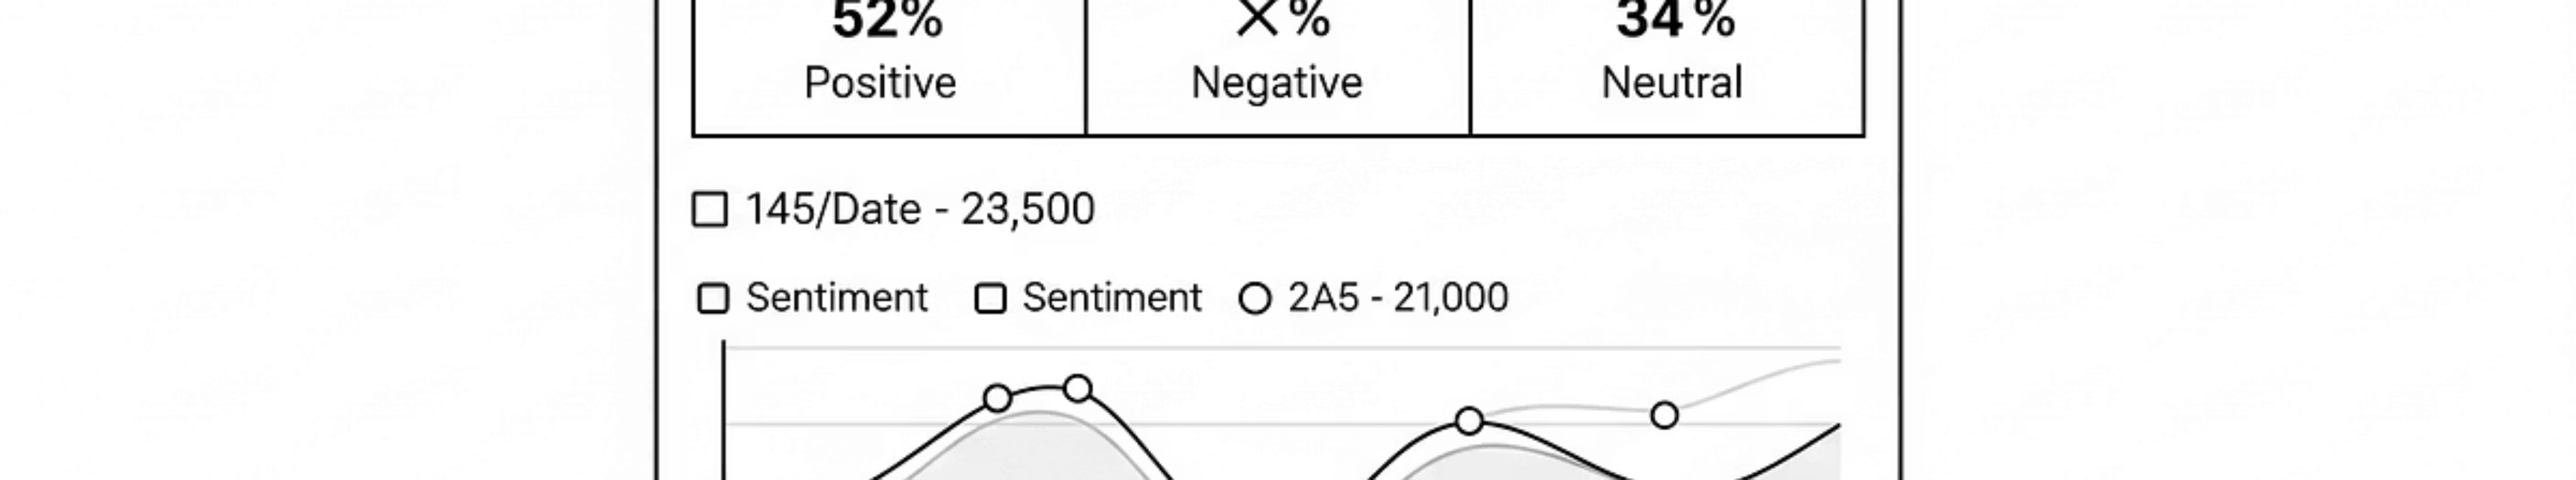 52% ×% 34%
Positive Negative Neutral
145/Date - 23,500
Sentiment Sentiment 2A5 - 21,000